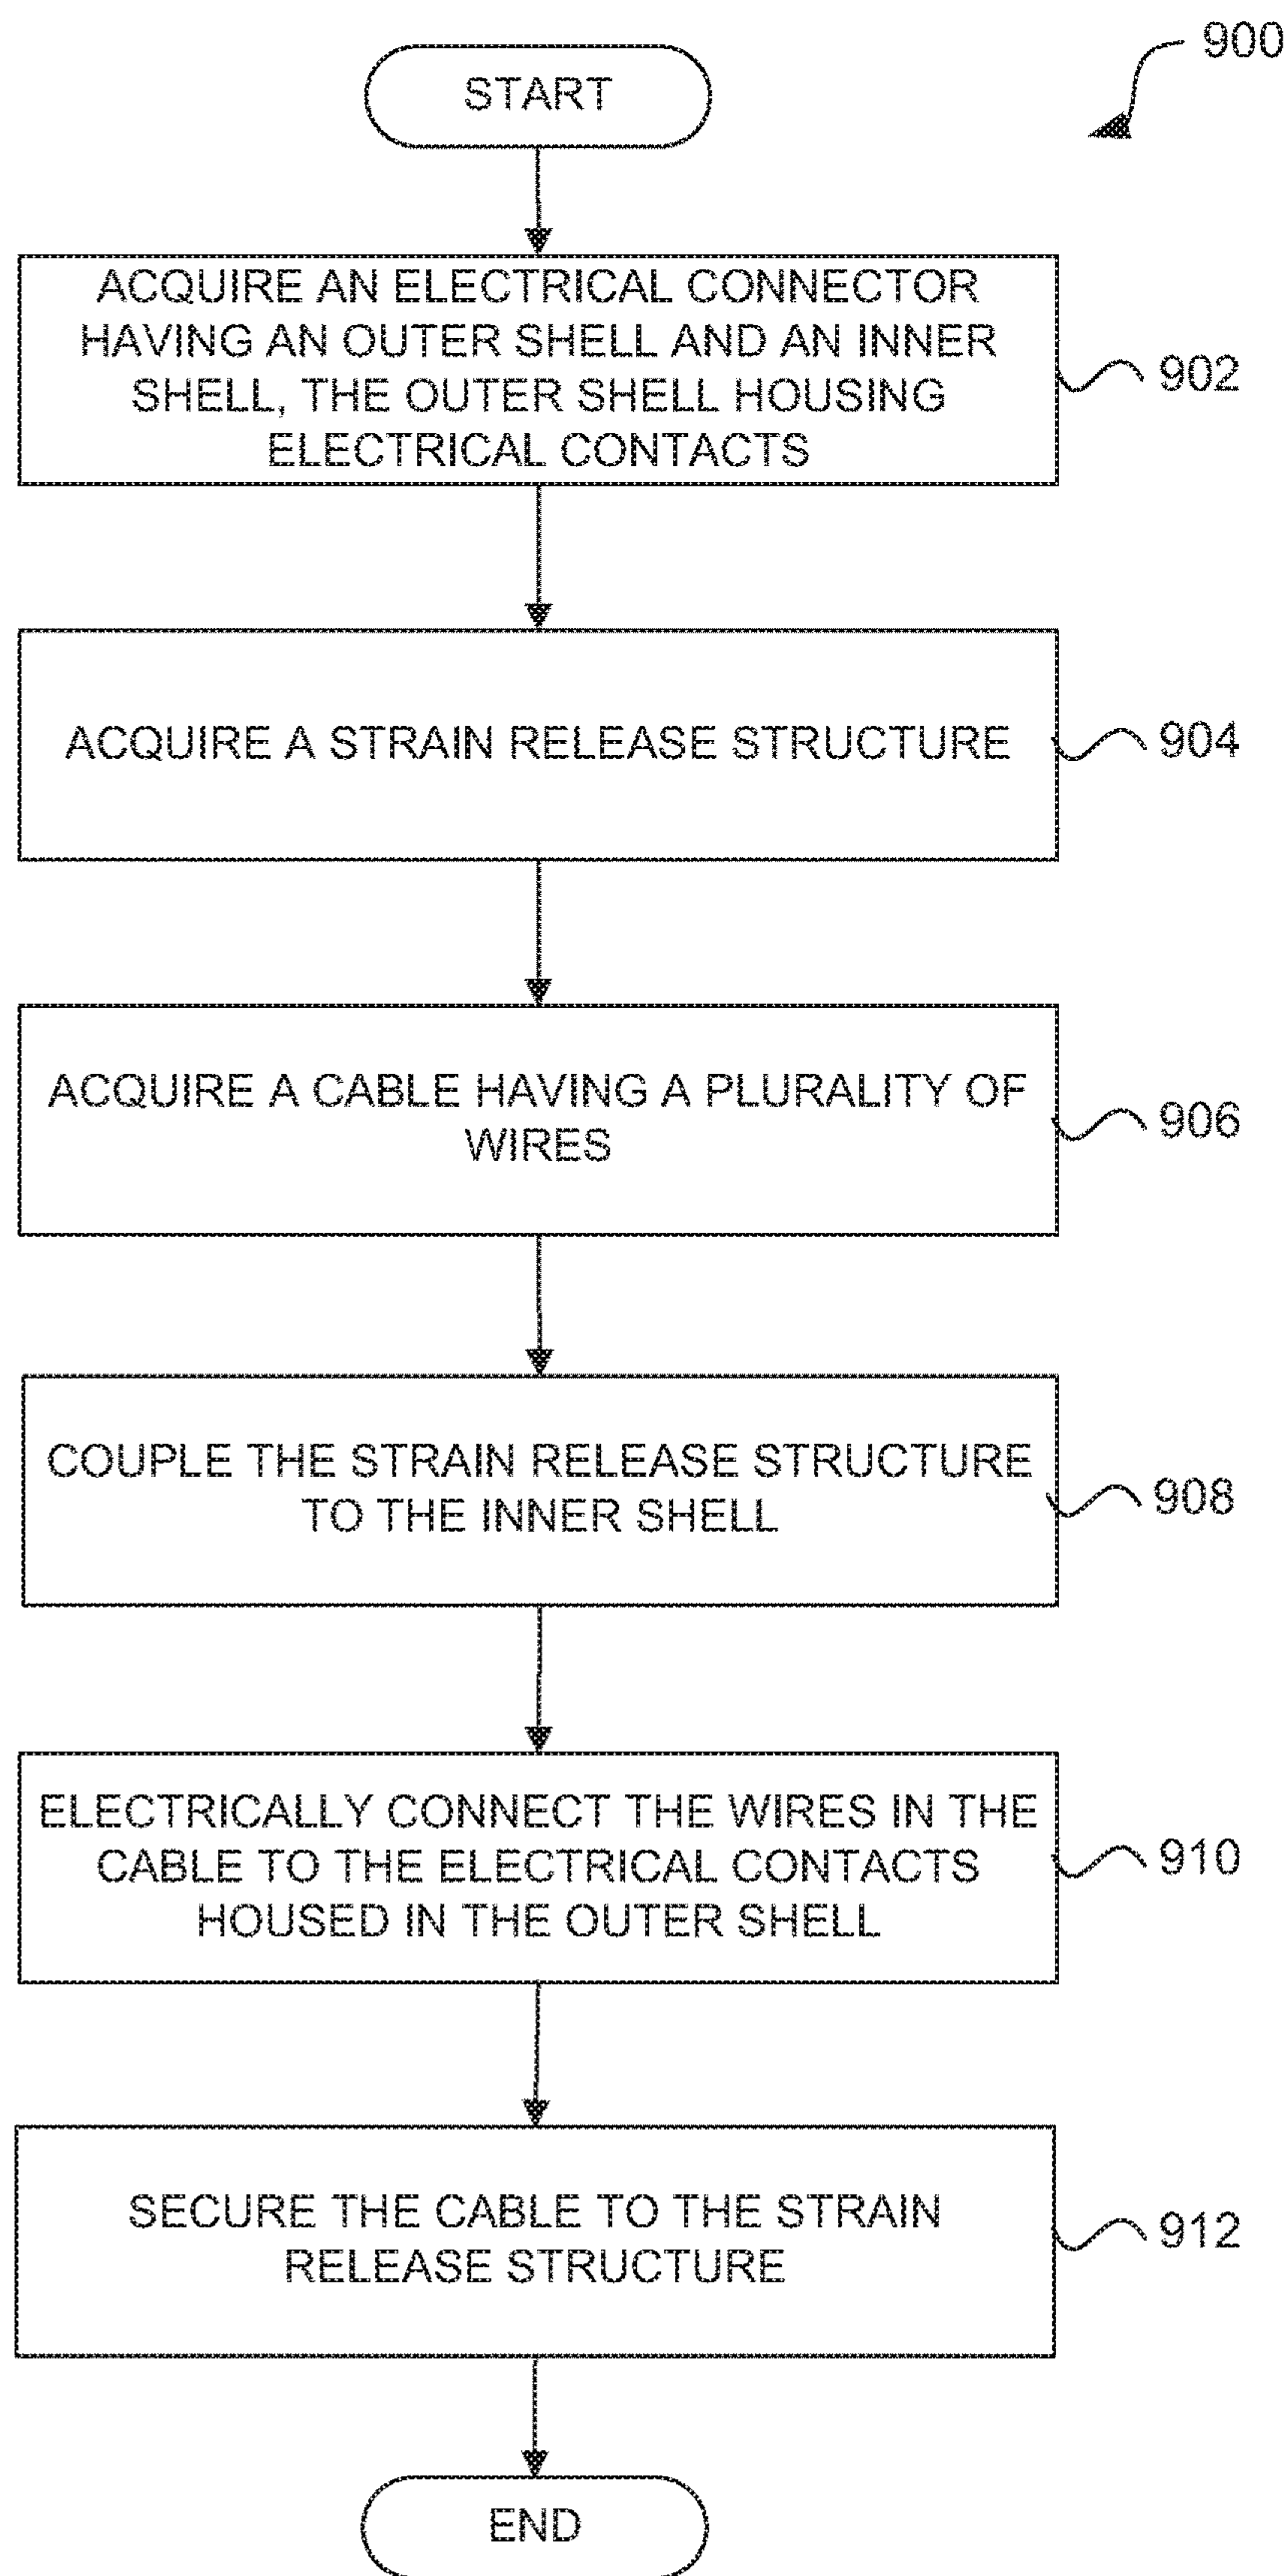 900
START
ACQUIRE AN ELECTRICAL CONNECTOR
HAVING AN OUTER SHELL AND AN INNER
SHELL, THE OUTER SHELL HOUSING
ELECTRICAL CONTACTS
902
ACQUIRE A STRAIN RELEASE STRUCTURE
904
ACQUIRE A CABLE HAVING A PLURALITY OF
WIRES
906
COUPLE THE STRAIN RELEASE STRUCTURE
TO THE INNER SHELL
908
ELECTRICALLY CONNECT THE WIRES IN THE
CABLE TO THE ELECTRICAL CONTACTS
HOUSED IN THE OUTER SHELL
910
SECURE THE CABLE TO THE STRAIN
RELEASE STRUCTURE
912
END